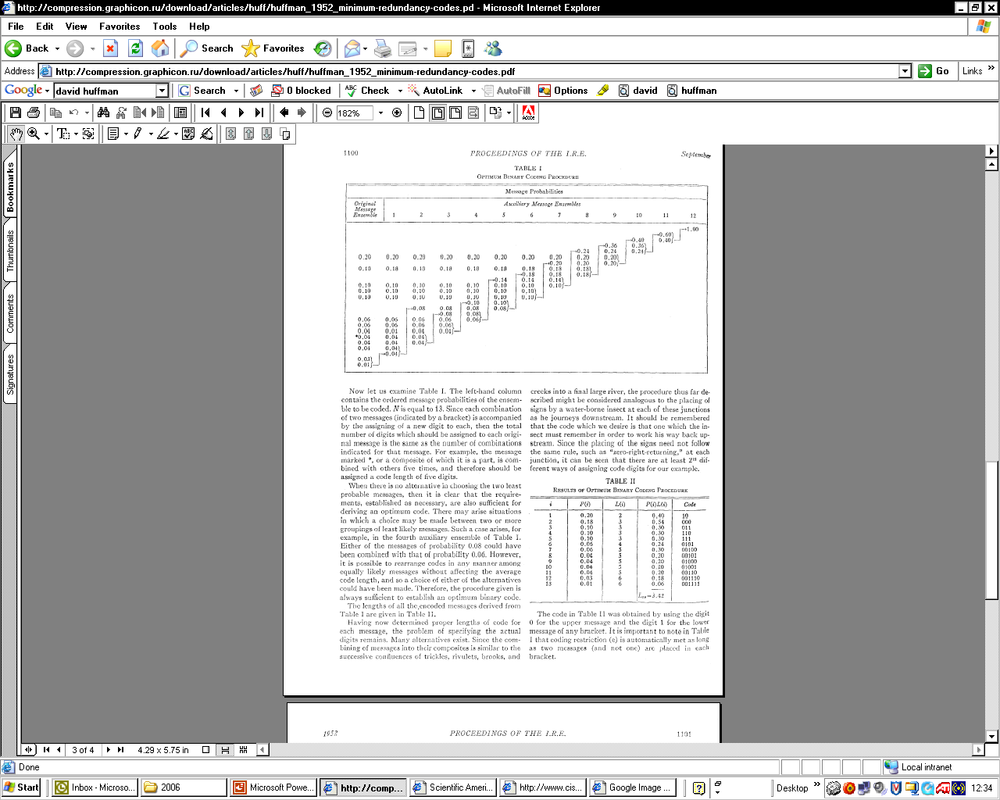 http://compression.graphicon.ru/download/articles/huff/huffman_1952_minimum-redundancy-codes.pd - Microsoft Internet Explorer
File Edit View Favorites Tools Help
Back Search Favorites
Address http://compression.graphicon.ru/download/articles/huff/huffman_1952_minimum-redundancy-codes.pdf Go Links »
Google david huffman Search 0 blocked ABC Check AutoLink AutoFill Options david huffman
182% Adobe
Bookmarks
Thumbnails
Comments
Signatures
1100 PROCEEDINGS OF THE I.R.E. September
TABLE I
OPTIMUM BINARY CODING PROCEDURE
Message Probabilities
Original Message Ensemble
Auxiliary Message Ensembles
1 2 3 4 5 6 7 8 9 10 11 12
1.00
0.60
0.40 0.40
0.36 0.36
0.24 0.24 0.24
0.20 0.20 0.20 0.20 0.20 0.20 0.20 0.20 0.20 0.20
0.20 0.20 0.20
0.18 0.18 0.18 0.18 0.18 0.18 0.18 0.18
0.18 0.18 0.18
0.14 0.14 0.14
0.10 0.10 0.10 0.10 0.10 0.10 0.10 0.10
0.10 0.10 0.10 0.10 0.10 0.10 0.10
0.10 0.10 0.10 0.10 0.10 0.10 0.10
0.10 0.10
0.08 0.08 0.08 0.08
0.08 0.08
0.06 0.06 0.06 0.06 0.06
0.06 0.06 0.06 0.06
0.04 0.04 0.04 0.04
*0.04 0.04 0.04
0.04 0.04 0.04
0.04 0.04
0.04
0.03
0.01
Now let us examine Table I. The left-hand column
contains the ordered message probabilities of the ensem-
ble to be coded. N is equal to 13. Since each combination
of two messages (indicated by a bracket) is accompanied
by the assigning of a new digit to each, then the total
number of digits which should be assigned to each origi-
nal message is the same as the number of combinations
indicated for that message. For example, the message
marked *, or a composite of which it is a part, is com-
bined with others five times, and therefore should be
assigned a code length of five digits.
When there is no alternative in choosing the two least
probable messages, then it is clear that the require-
ments, established as necessary, are also sufficient for
deriving an optimum code. There may arise situations
in which a choice may be made between two or more
groupings of least likely messages. Such a case arises, for
example, in the fourth auxiliary ensemble of Table I.
Either of the messages of probability 0.08 could have
been combined with that of probability 0.06. However,
it is possible to rearrange codes in any manner among
equally likely messages without affecting the average
code length, and so a choice of either of the alternatives
could have been made. Therefore, the procedure given is
always sufficient to establish an optimum binary code.
The lengths of all the encoded messages derived from
Table I are given in Table II.
Having now determined proper lengths of code for
each message, the problem of specifying the actual
digits remains. Many alternatives exist. Since the com-
bining of messages into their composites is similar to the
successive confluences of trickles, rivulets, brooks, and
creeks into a final large river, the procedure thus far de-
scribed might be considered analogous to the placing of
signs by a water-borne insect at each of these junctions
as he journeys downstream. It should be remembered
that the code which we desire is that one which the in-
sect must remember in order to work his way back up-
stream. Since the placing of the signs need not follow
the same rule, such as "zero-right-returning," at each
junction, it can be seen that there are at least 2¹² dif-
ferent ways of assigning code digits for our example.
TABLE II
RESULTS OF OPTIMUM BINARY CODING PROCEDURE
i P(i) L(i) P(i)L(i) Code
1 0.20 2 0.40 10
2 0.18 3 0.54 000
3 0.10 3 0.30 011
4 0.10 3 0.30 110
5 0.10 3 0.30 111
6 0.06 4 0.24 0101
7 0.06 5 0.30 00100
8 0.04 5 0.20 00101
9 0.04 5 0.20 01000
10 0.04 5 0.20 01001
11 0.04 5 0.20 00110
12 0.03 6 0.18 001110
13 0.01 6 0.06 001111
Lav=3.42
The code in Table II was obtained by using the digit
0 for the upper message and the digit 1 for the lower
message of any bracket. It is important to note in Table
I that coding restriction (e) is automatically met as long
as two messages (and not one) are placed in each
bracket.
1952 PROCEEDINGS OF THE I.R.E. 1101
3 of 4 4.29 x 5.75 in
Done Local intranet
Start Inbox - Microso... 2006 Microsoft Powe... http://comp... Scientific Ameri... http://www.cis... Google Image ... Desktop » 12:34